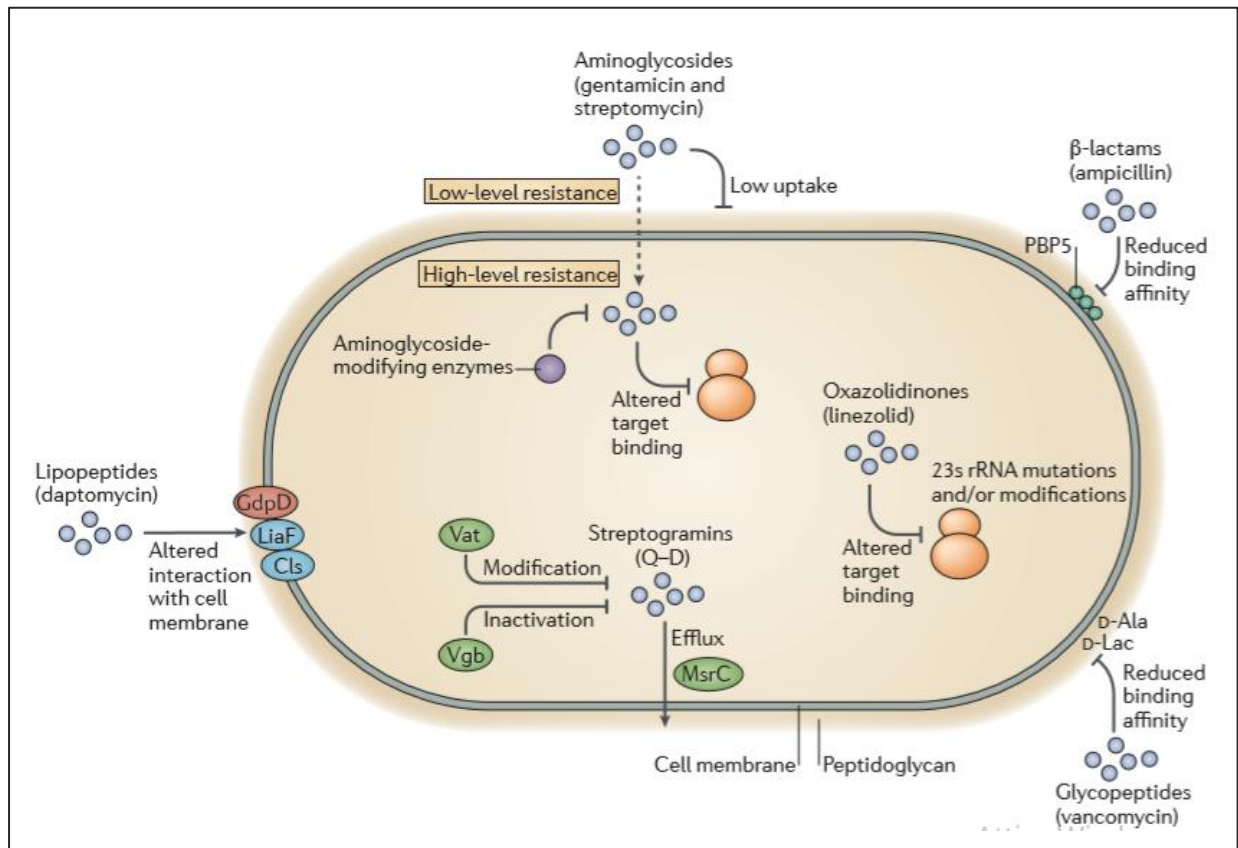 Aminoglycosides
(gentamicin and
streptomycin)
Low-level resistance
Low uptake
β-lactams
(ampicillin)
PBP5
Reduced
binding
affinity
High-level resistance
Aminoglycoside-
modifying enzymes
Altered
target
binding
Oxazolidinones
(linezolid)
23s rRNA mutations
and/or modifications
Altered
target
binding
Lipopeptides
(daptomycin)
GdpD
LiaF
Cls
Altered
interaction
with cell
membrane
Vat
Modification
Streptogramins
(Q–D)
Inactivation
Vgb
Efflux
MsrC
D-Ala
D-Lac
Reduced
binding
affinity
Cell membrane
Peptidoglycan
Glycopeptides
(vancomycin)